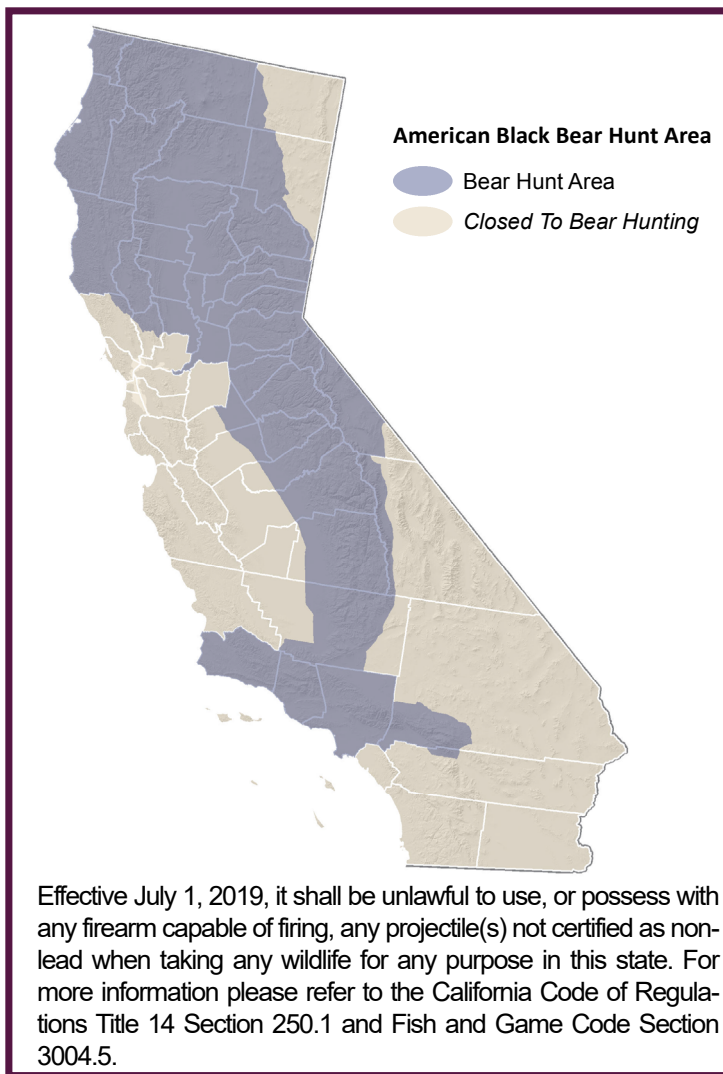 American Black Bear Hunt Area
Bear Hunt Area
Closed To Bear Hunting
Effective July 1, 2019, it shall be unlawful to use, or possess with
any firearm capable of firing, any projectile(s) not certified as non-
lead when taking any wildlife for any purpose in this state. For
more information please refer to the California Code of Regula-
tions Title 14 Section 250.1 and Fish and Game Code Section
3004.5.